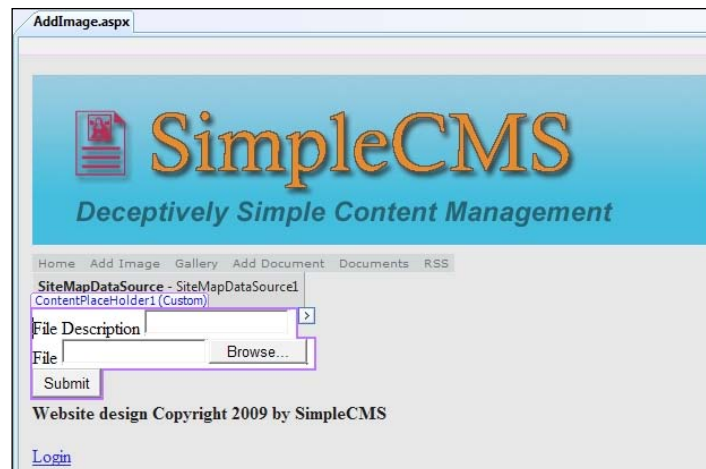 AddImage.aspx
SimpleCMS
Deceptively Simple Content Management
Home Add Image Gallery Add Document Documents RSS
SiteMapDataSource - SiteMapDataSource1
ContentPlaceHolder1 (Custom)
File Description
File Browse...
Submit
Website design Copyright 2009 by SimpleCMS
Login